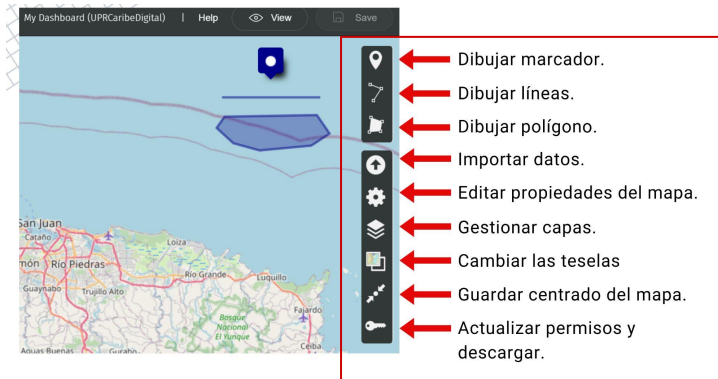 My Dashboard (UPRCaribeDigital) | Help View Save
Dibujar marcador.
Dibujar líneas.
Dibujar polígono.
Importar datos.
Editar propiedades del mapa.
Gestionar capas.
Cambiar las teselas
Guardar centrado del mapa.
Actualizar permisos y
descargar.
San Juan
Cataño
Loiza
Río Piedras
Río Grande
Luquillo
Guaynabo
Trujillo Alto
Fajardo
Bosque
Nacional
El Yunque
Ceiba
Aguas Buenas
Gurabo